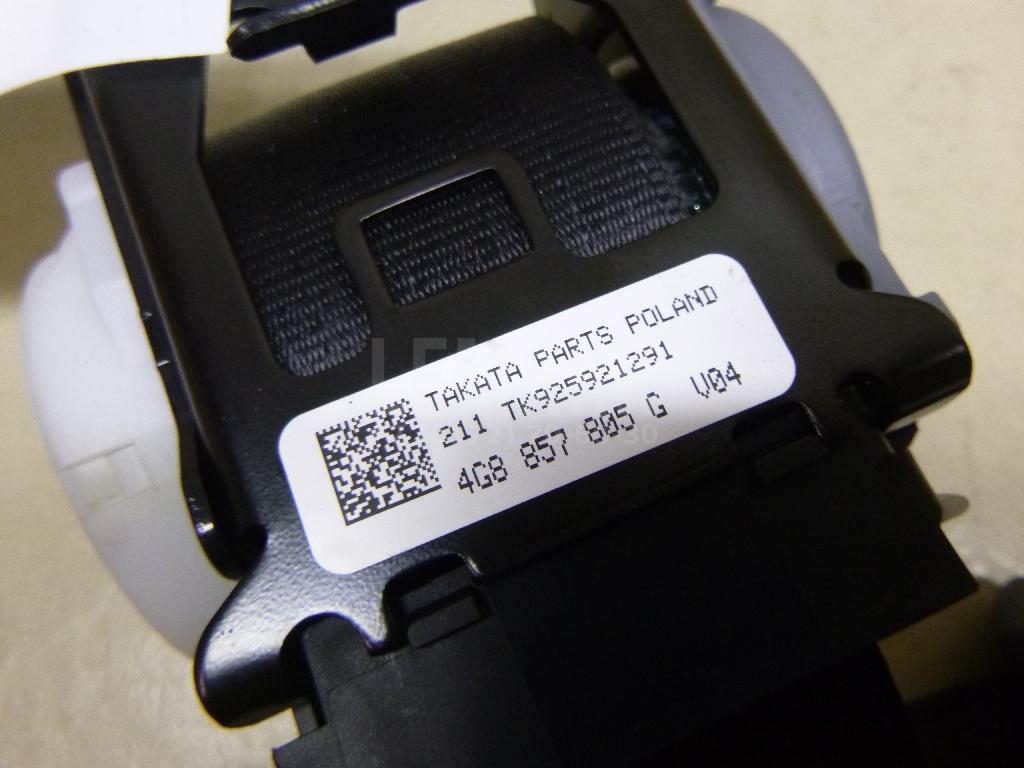 TAKATA PARTS POLAND
211 TK925921291
4G8 857 805 G V04